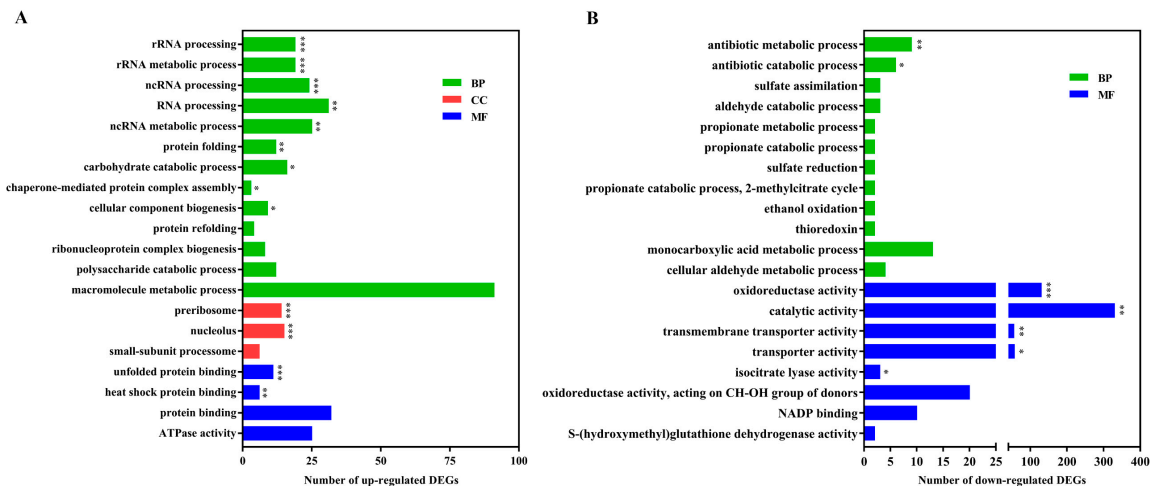 A
rRNA processing ***
rRNA metabolic process ***
ncRNA processing ***
RNA processing **
ncRNA metabolic process **
protein folding **
carbohydrate catabolic process *
chaperone-mediated protein complex assembly *
cellular component biogenesis *
protein refolding
ribonucleoprotein complex biogenesis
polysaccharide catabolic process
macromolecule metabolic process
preribosome ***
nucleolus ***
small-subunit processome
unfolded protein binding ***
heat shock protein binding **
protein binding
ATPase activity
BP
CC
MF
0 25 50 75 100
Number of up-regulated DEGs
B
antibiotic metabolic process **
antibiotic catabolic process *
sulfate assimilation
aldehyde catabolic process
propionate metabolic process
propionate catabolic process
sulfate reduction
propionate catabolic process, 2-methylcitrate cycle
ethanol oxidation
thioredoxin
monocarboxylic acid metabolic process
cellular aldehyde metabolic process
oxidoreductase activity ***
catalytic activity **
transmembrane transporter activity **
transporter activity *
isocitrate lyase activity *
oxidoreductase activity, acting on CH-OH group of donors
NADP binding
S-(hydroxymethyl)glutathione dehydrogenase activity
BP
MF
0 5 10 15 20 25 100 200 300 400
Number of down-regulated DEGs